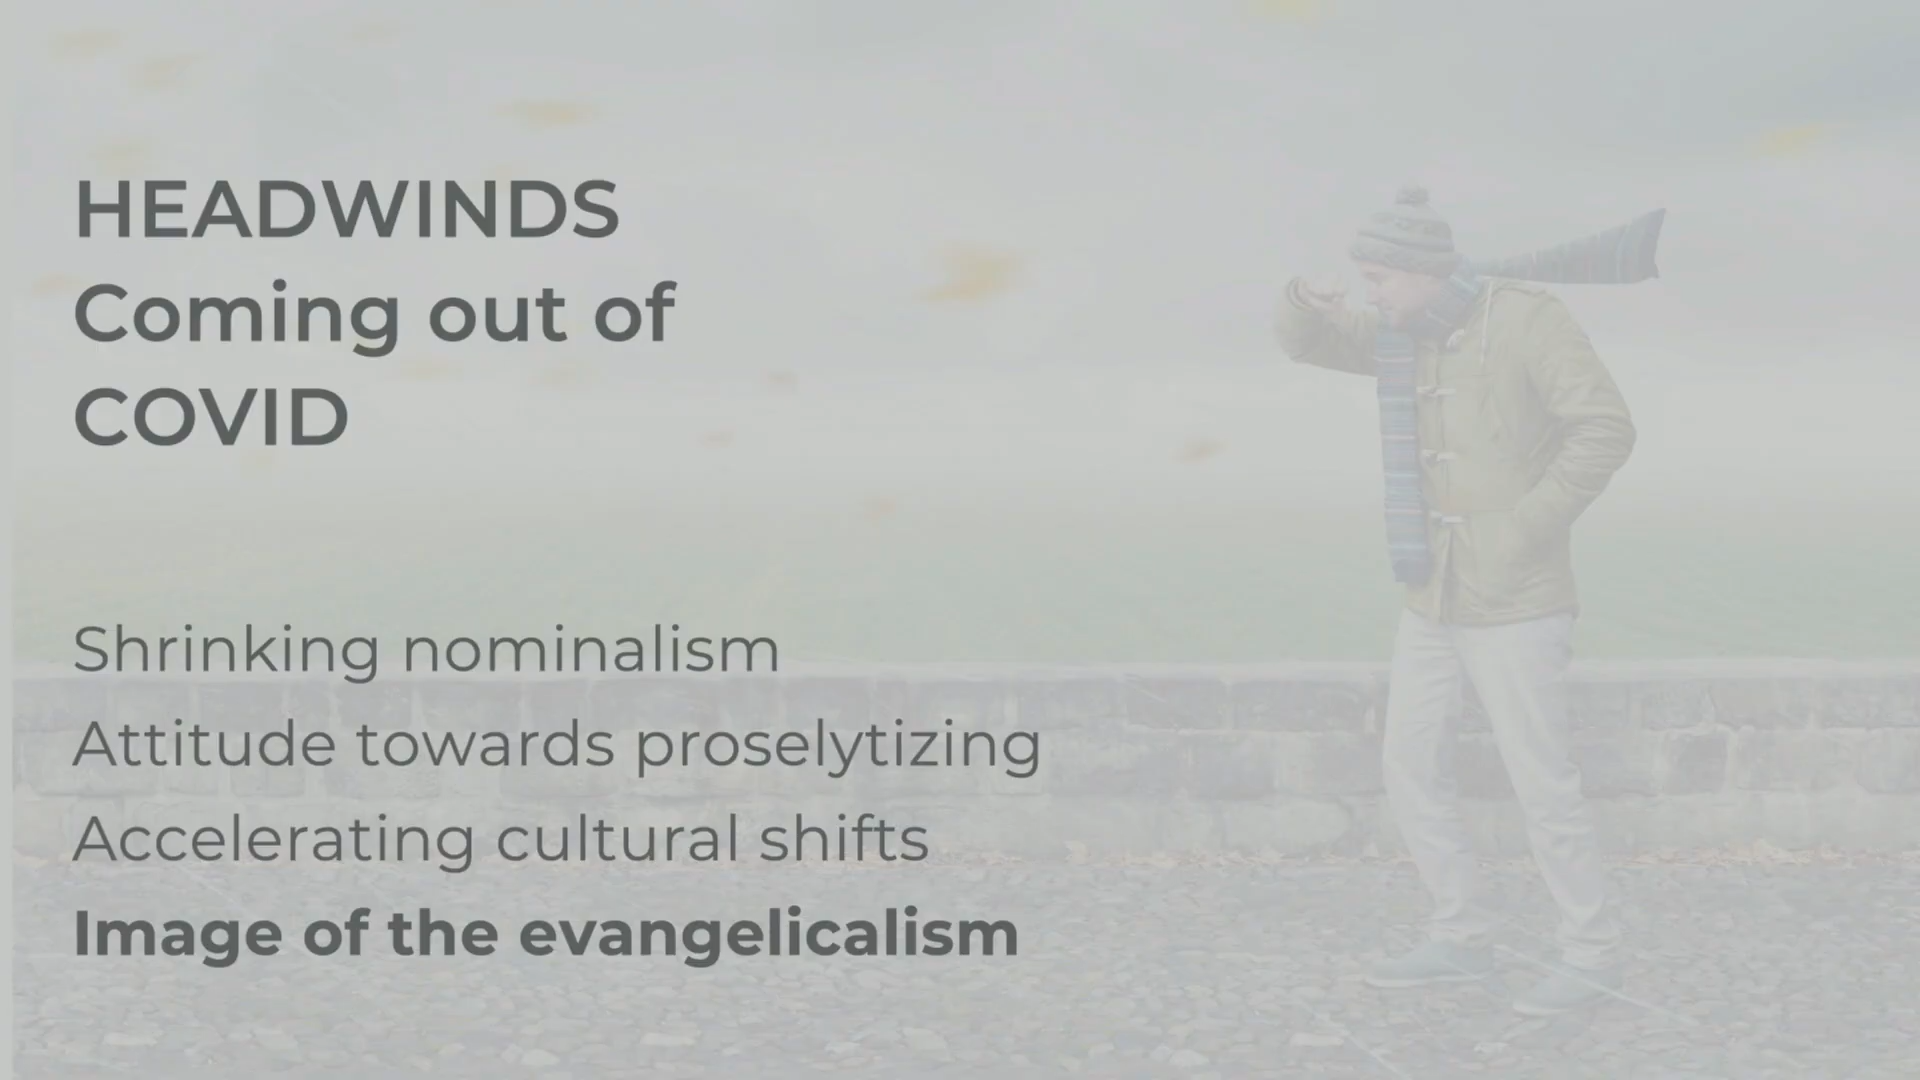 HEADWINDS
Coming out of
COVID
Shrinking nominalism
Attitude towards proselytizing
Accelerating cultural shifts
Image of the evangelicalism